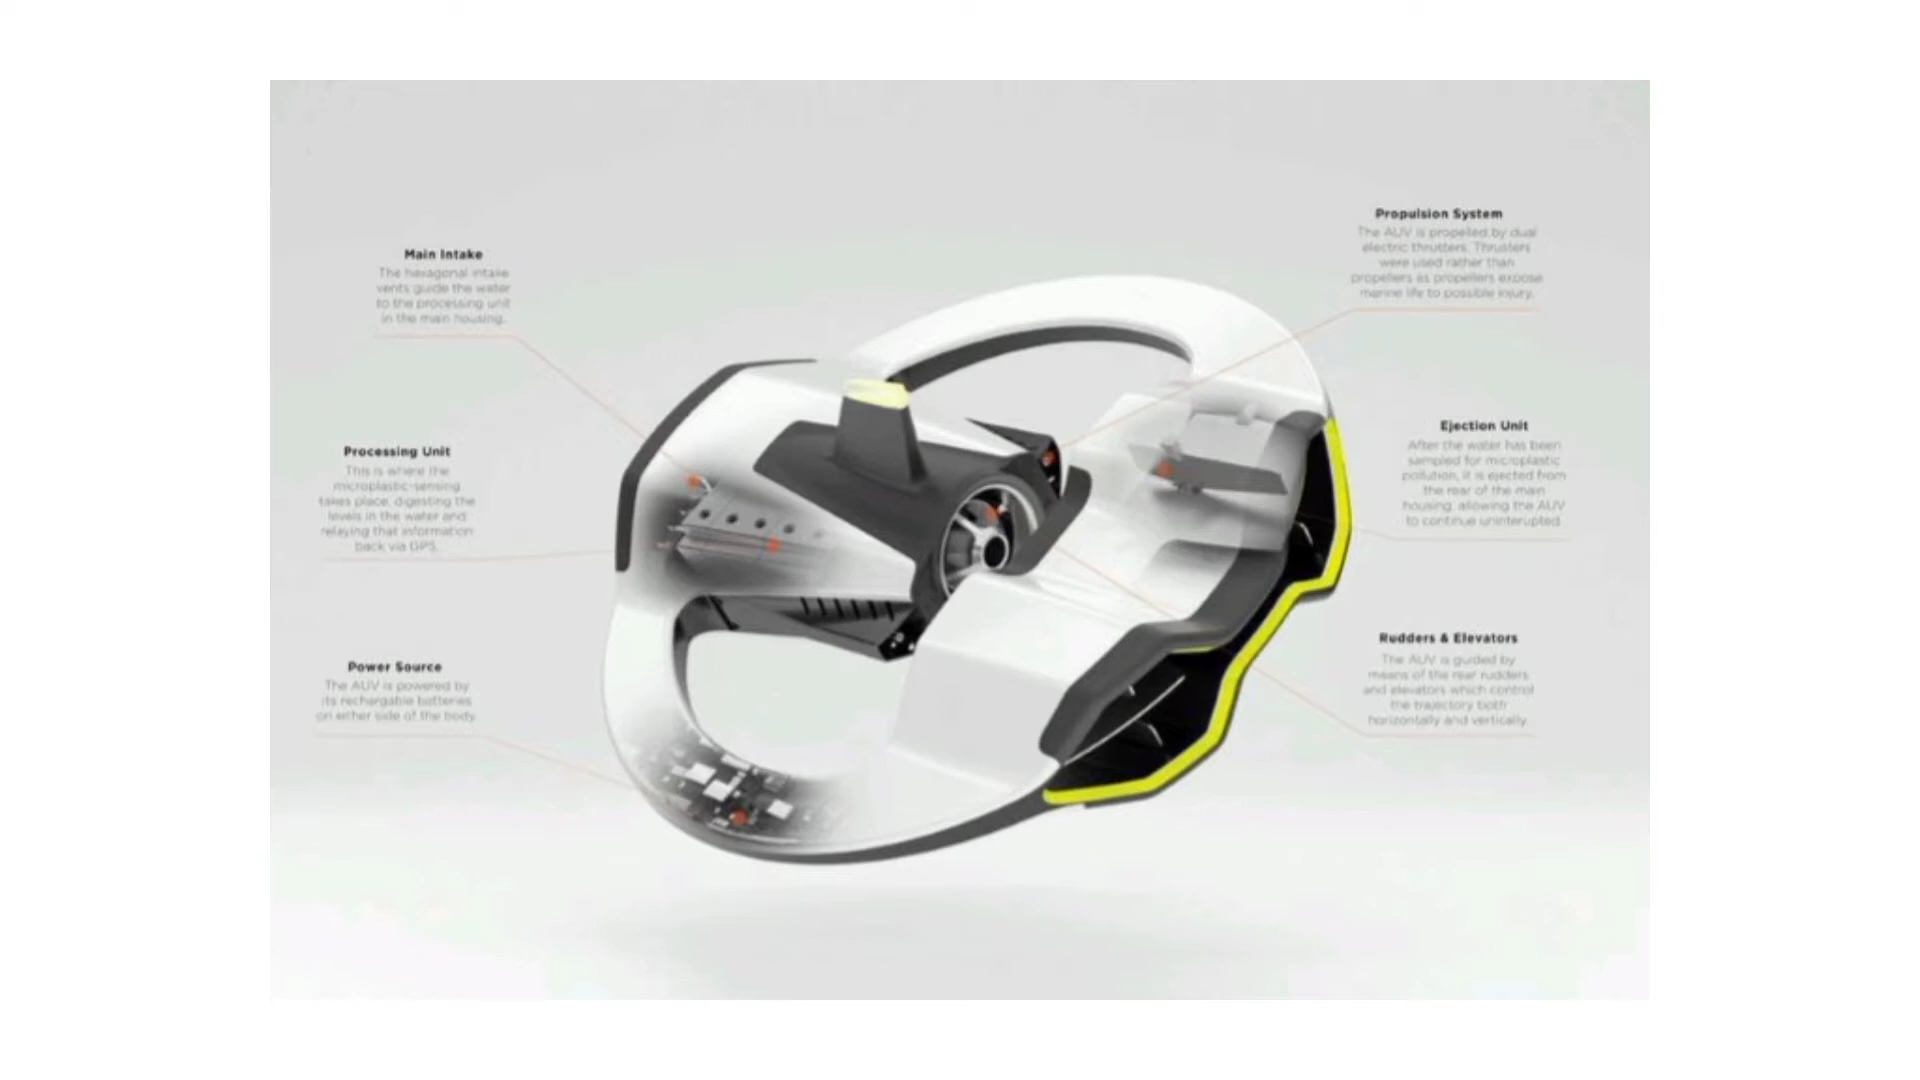 Main Intake
The hexagonal intake
vents guide the water
to the processing unit
in the main housing.
Processing Unit
This is where the
microplastic-sensing
takes place, digesting the
levels in the water and
relaying that information
back via GPS.
Power Source
The AUV is powered by
its rechargable batteries
on either side of the body.
Propulsion System
The AUV is propelled by dual
electric thrusters. Thrusters
were used rather than
propellers as propellers expose
marine life to possible injury.
Ejection Unit
After the water has been
sampled for microplastic
pollution, it is ejected from
the rear of the main
housing, allowing the AUV
to continue uninterupted.
Rudders & Elevators
The AUV is guided by
means of the rear rudders
and elevators which control
the trajectory both
horizontally and vertically.